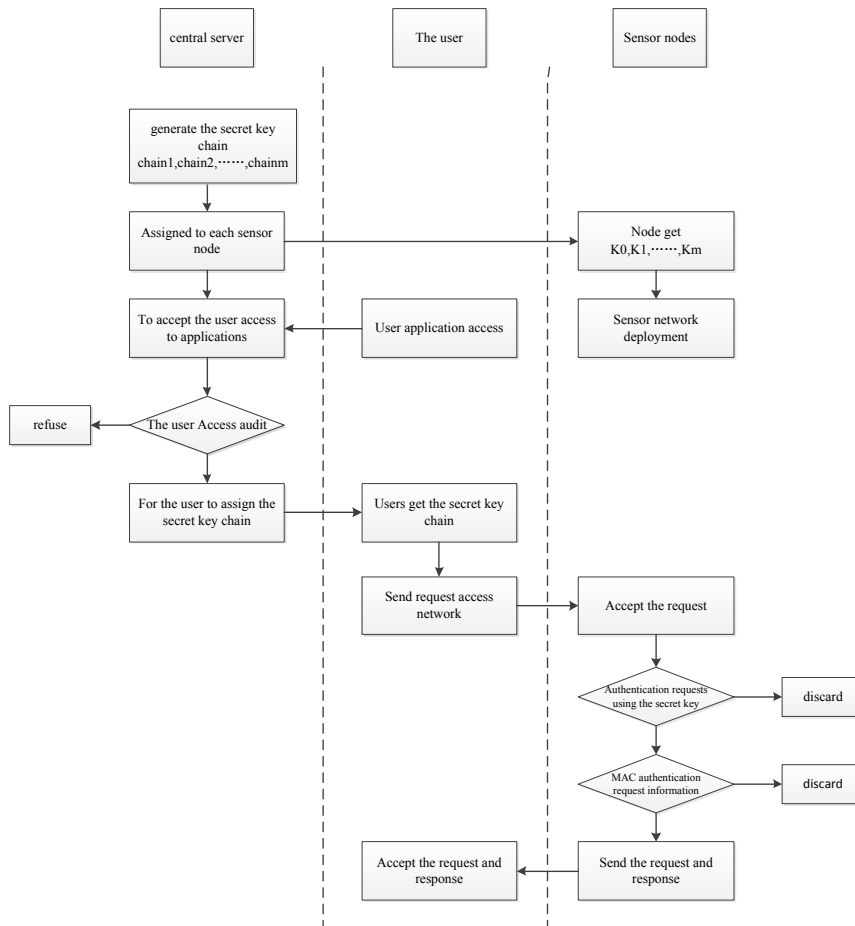 central server
The user
Sensor nodes
generate the secret key
chain
chain1,chain2,……,chainm
Assigned to each sensor
node
Node get
K0,K1,……,Km
To accept the user access
to applications
User application access
Sensor network
deployment
refuse
The user Access audit
For the user to assign the
secret key chain
Users get the secret key
chain
Send request access
network
Accept the request
Authentication requests
using the secret key
discard
MAC authentication
request information
discard
Accept the request and
response
Send the request and
response